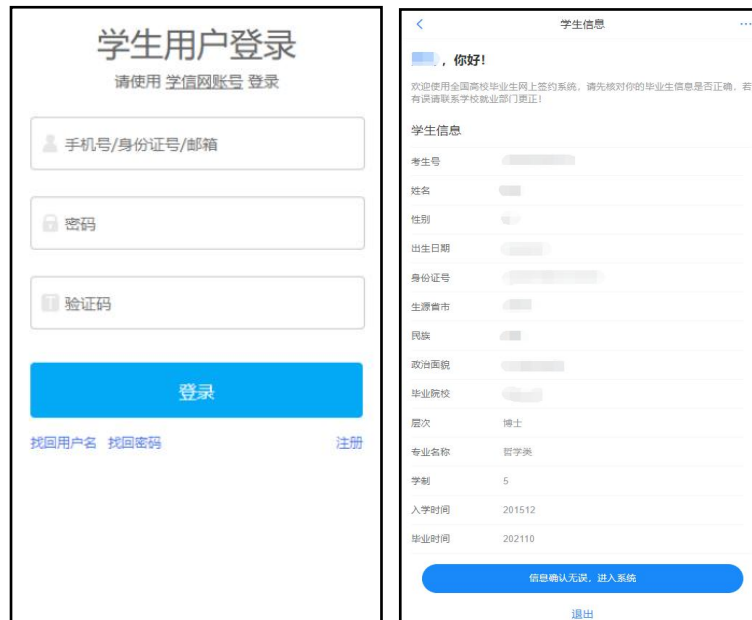 学生用户登录
请使用 学信网账号 登录
手机号/身份证号/邮箱
密码
验证码
登录
找回用户名 找回密码 注册
学生信息
，你好！
欢迎使用全国高校毕业生网上签约系统，请先核对你的毕业生信息是否正确，若
有误请联系学校就业部门更正！
学生信息
考生号
姓名
性别
出生日期
身份证号
生源省市
民族
政治面貌
毕业院校
层次 博士
专业名称 哲学类
学制 5
入学时间 201512
毕业时间 202110
信息确认无误，进入系统
退出